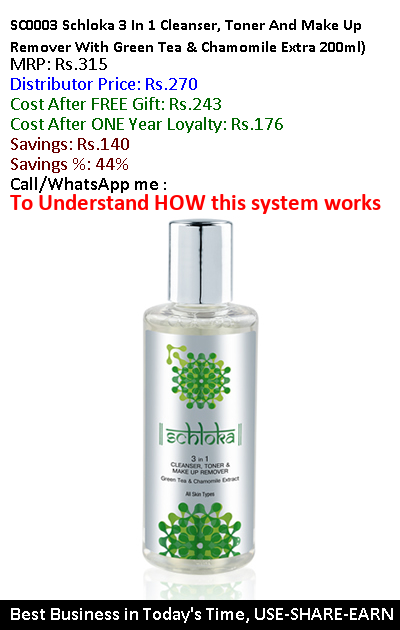 SC0003 Schloka 3 In 1 Cleanser, Toner And Make Up
Remover With Green Tea & Chamomile Extra 200ml)
MRP: Rs.315
Distributor Price: Rs.270
Cost After FREE Gift: Rs.243
Cost After ONE Year Loyalty: Rs.176
Savings: Rs.140
Savings %: 44%
Call/WhatsApp me :
To Understand HOW this system works
schloka
3 in 1
CLEANSER, TONER &
MAKE UP REMOVER
Green Tea & Chamomile Extract
All Skin Types
Best Business in Today's Time, USE-SHARE-EARN